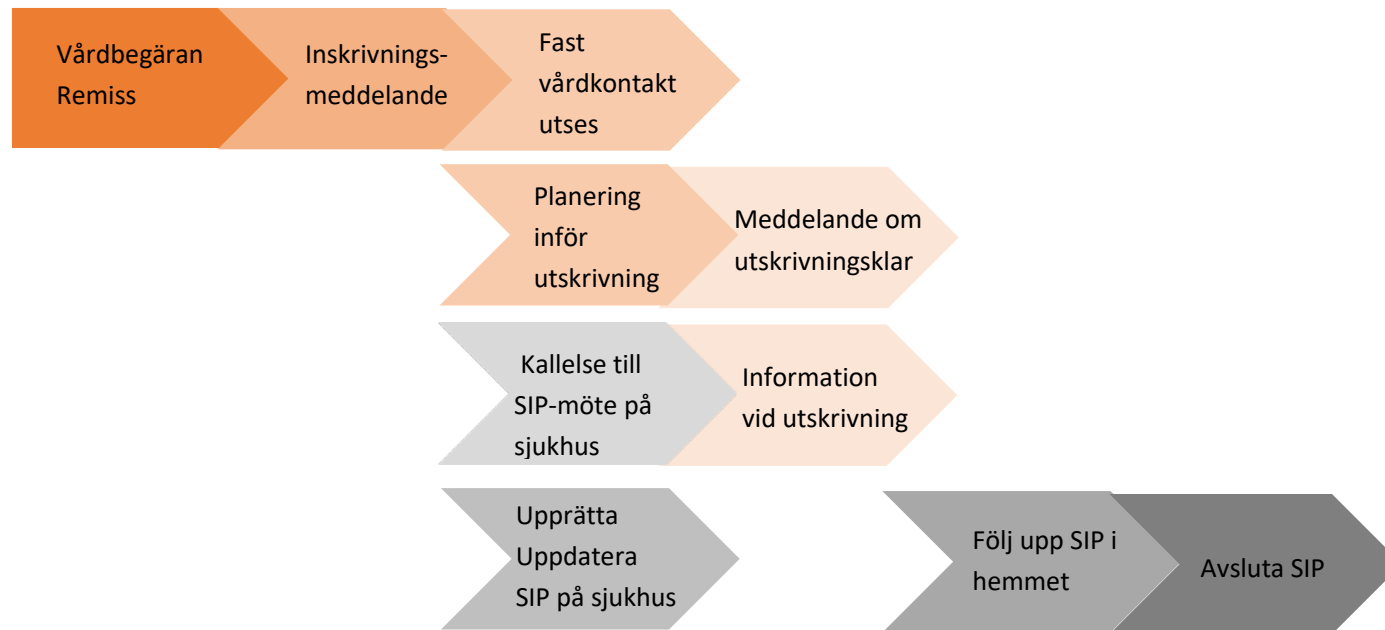 Vårdbegäran
Remiss
Inskrivnings-
meddelande
Fast
vårdkontakt
utses
Planering
inför
utskrivning
Meddelande om
utskrivningsklar
Kallelse till
SIP-möte på
sjukhus
Information
vid utskrivning
Upprätta
Uppdatera
SIP på sjukhus
Följ upp SIP i
hemmet
Avsluta SIP